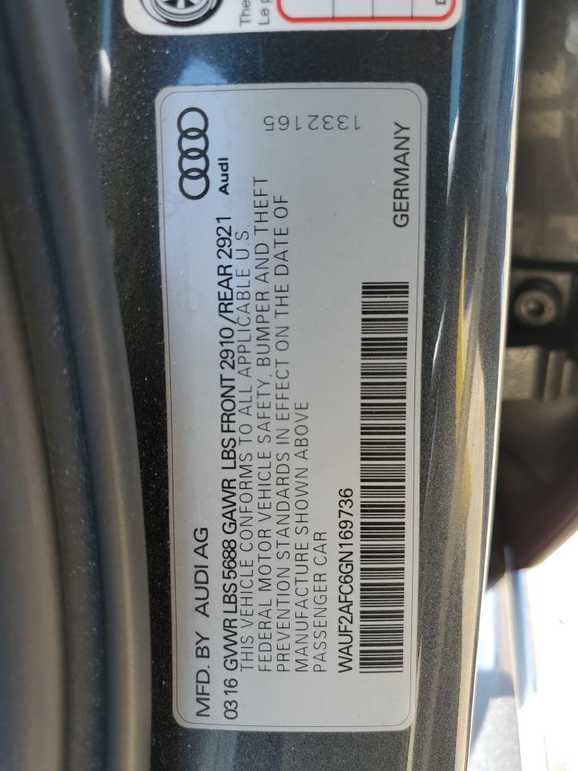 MFD. BY AUDI AG
Audi
0316 GVWR LBS 5688 GAWR LBS FRONT 2910 /REAR 2921
THIS VEHICLE CONFORMS TO ALL APPLICABLE U.S.
FEDERAL MOTOR VEHICLE SAFETY, BUMPER AND THEFT
PREVENTION STANDARDS IN EFFECT ON THE DATE OF
MANUFACTURE SHOWN ABOVE
PASSENGER CAR
WAUF2AFC6GN169736
1332165
GERMANY
The
Le p